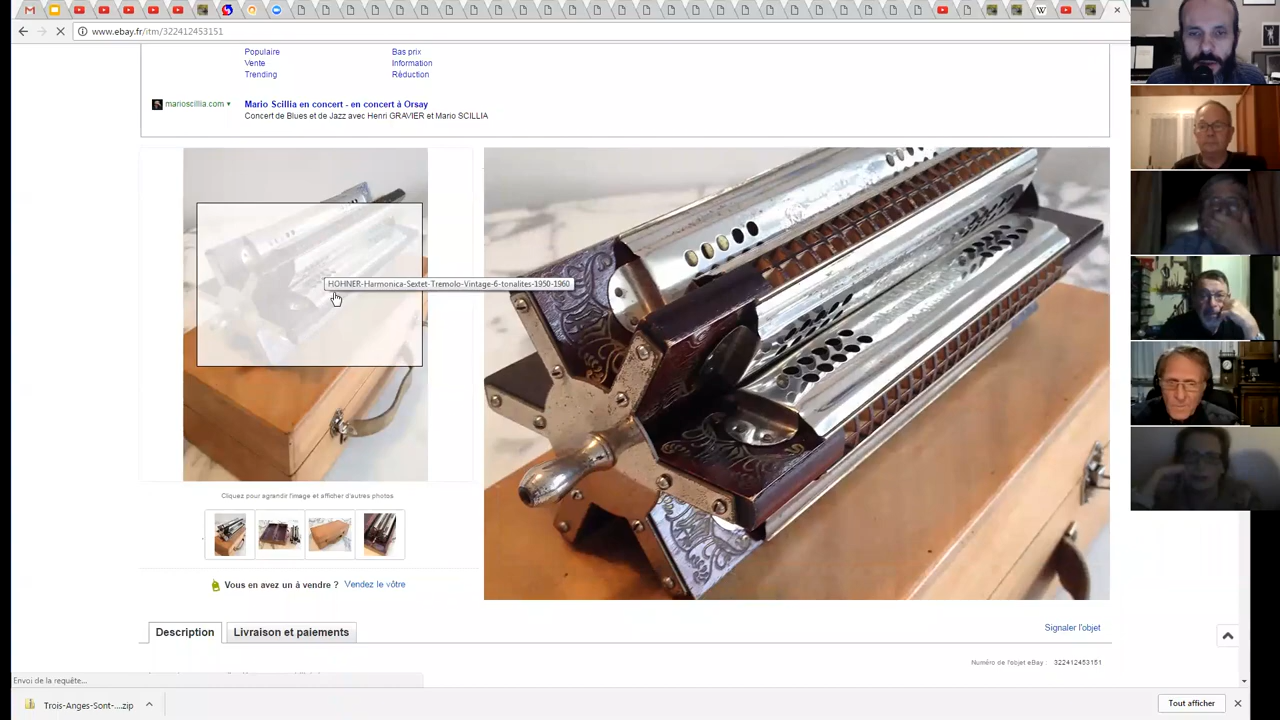 www.ebay.fr/itm/322412453151
Populaire
Bas prix
Vente
Information
Trending
Réduction
marioscillia.com
Mario Scillia en concert - en concert à Orsay
Concert de Blues et de Jazz avec Henri GRAVIER et Mario SCILLIA
HOHNER-Harmonica-Sextet-Tremolo-Vintage-6-tonalites-1950-1960
Cliquez pour agrandir l'image et afficher d'autres photos
Vous en avez un à vendre ? Vendez le vôtre
Description
Livraison et paiements
Signaler l'objet
Numéro de l'objet eBay : 322412453151
Envoi de la requête...
Trois-Anges-Sont-....zip
Tout afficher